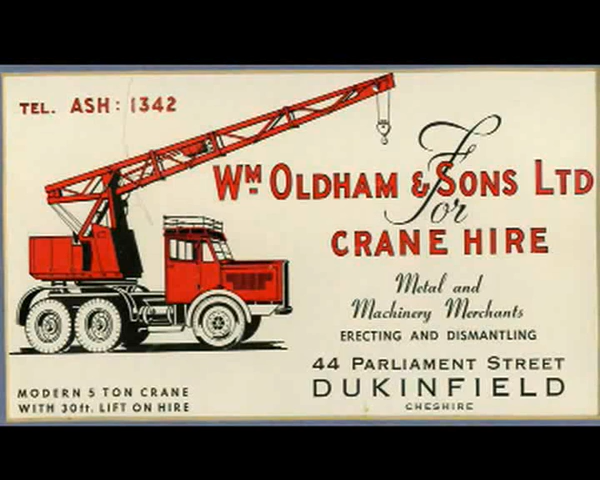 TEL. ASH: 1342
For
WM OLDHAM & SONS LTD
CRANE HIRE
Metal and
Machinery Merchants
ERECTING AND DISMANTLING
44 PARLIAMENT STREET
DUKINFIELD
CHESHIRE
MODERN 5 TON CRANE
WITH 30ft. LIFT ON HIRE